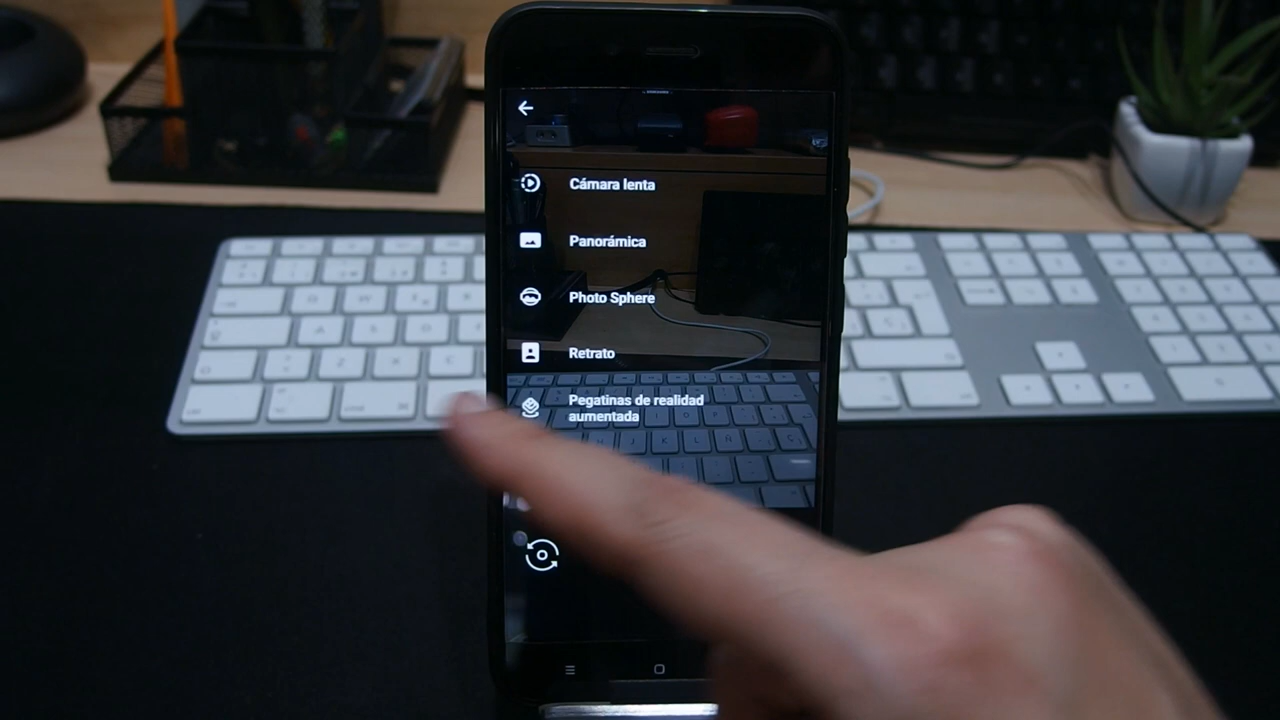 Cámara lenta
Panorámica
Photo Sphere
Retrato
Pegatinas de realidad
aumentada
J K L Ñ